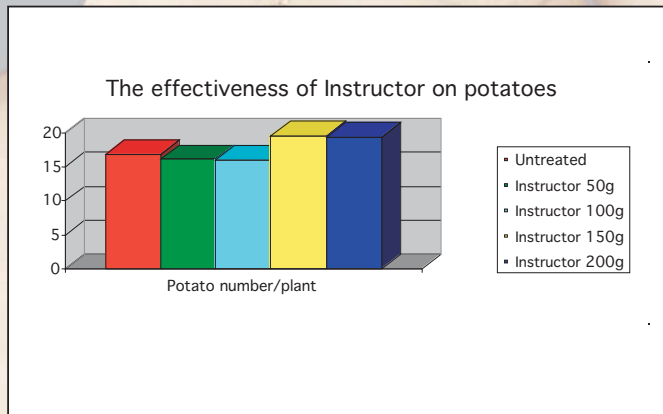 The effectiveness of Instructor on potatoes
20
15
10
5
0
Potato number/plant
Untreated
Instructor 50g
Instructor 100g
Instructor 150g
Instructor 200g